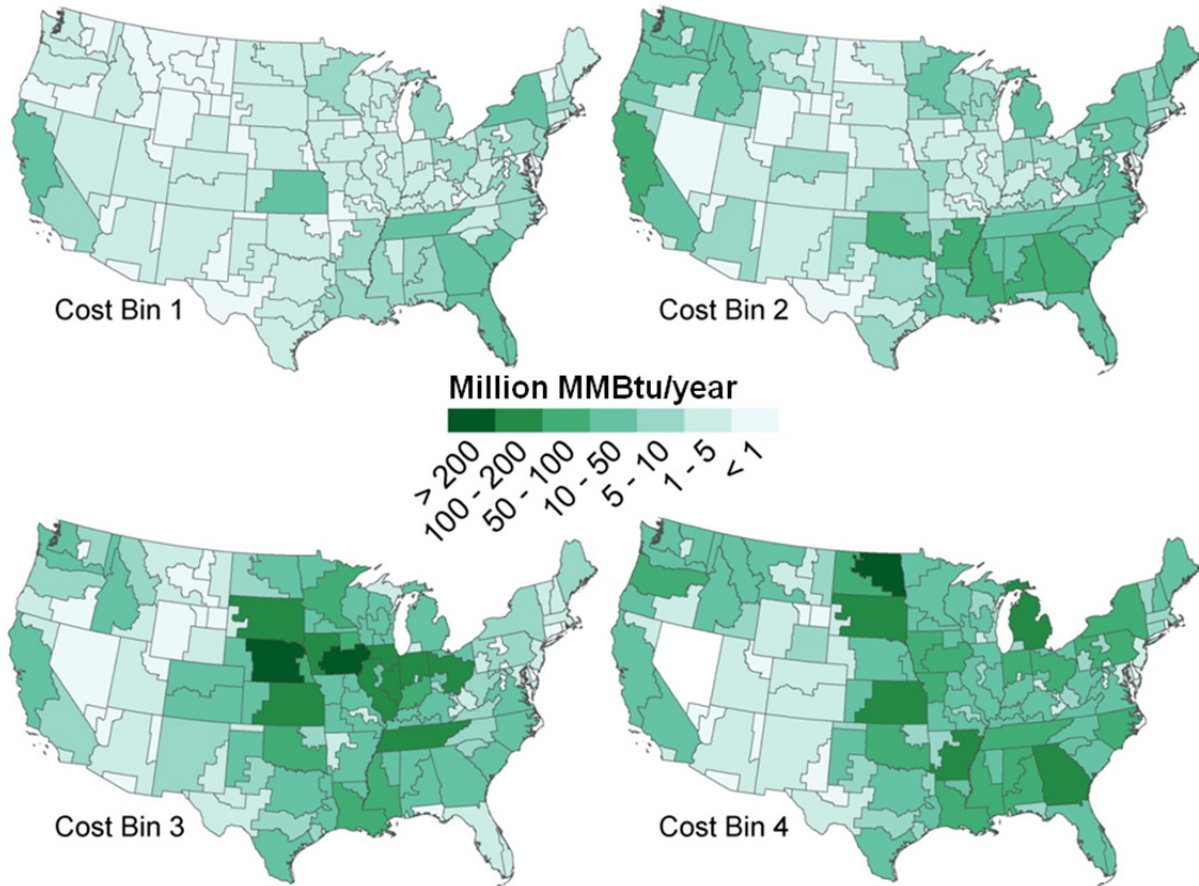 Cost Bin 1
Cost Bin 2
Million MMBtu/year
> 200
100 - 200
50 - 100
10 - 50
5 - 10
1 - 5
< 1
Cost Bin 3
Cost Bin 4